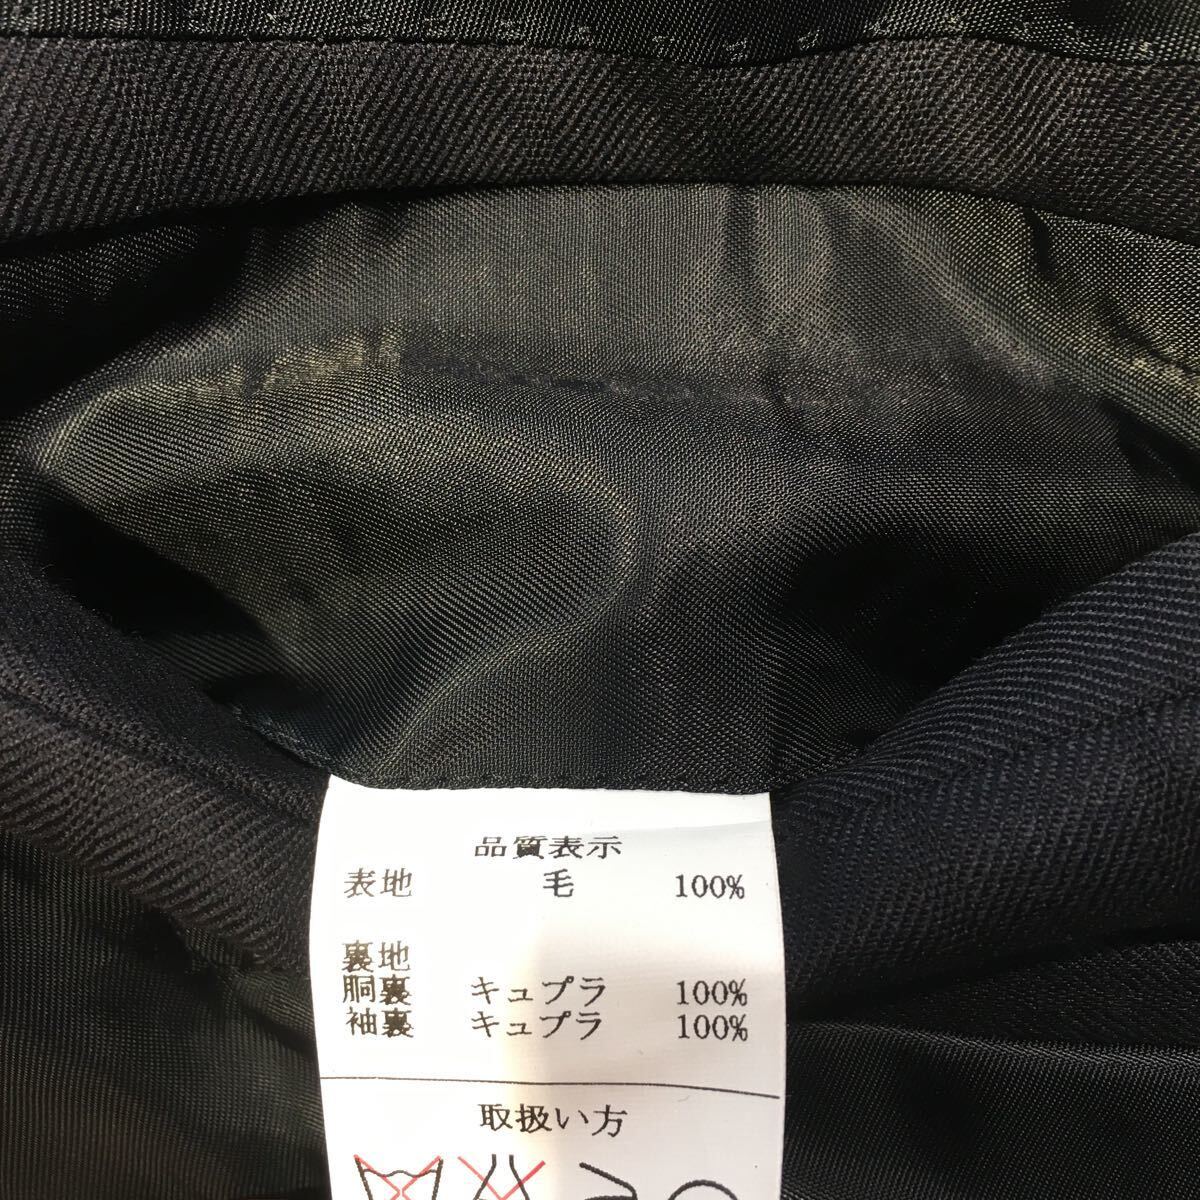 品質表示
表地 毛 100%
裏地
胴裏 キュプラ 100%
袖裏 キュプラ 100%
取扱い方